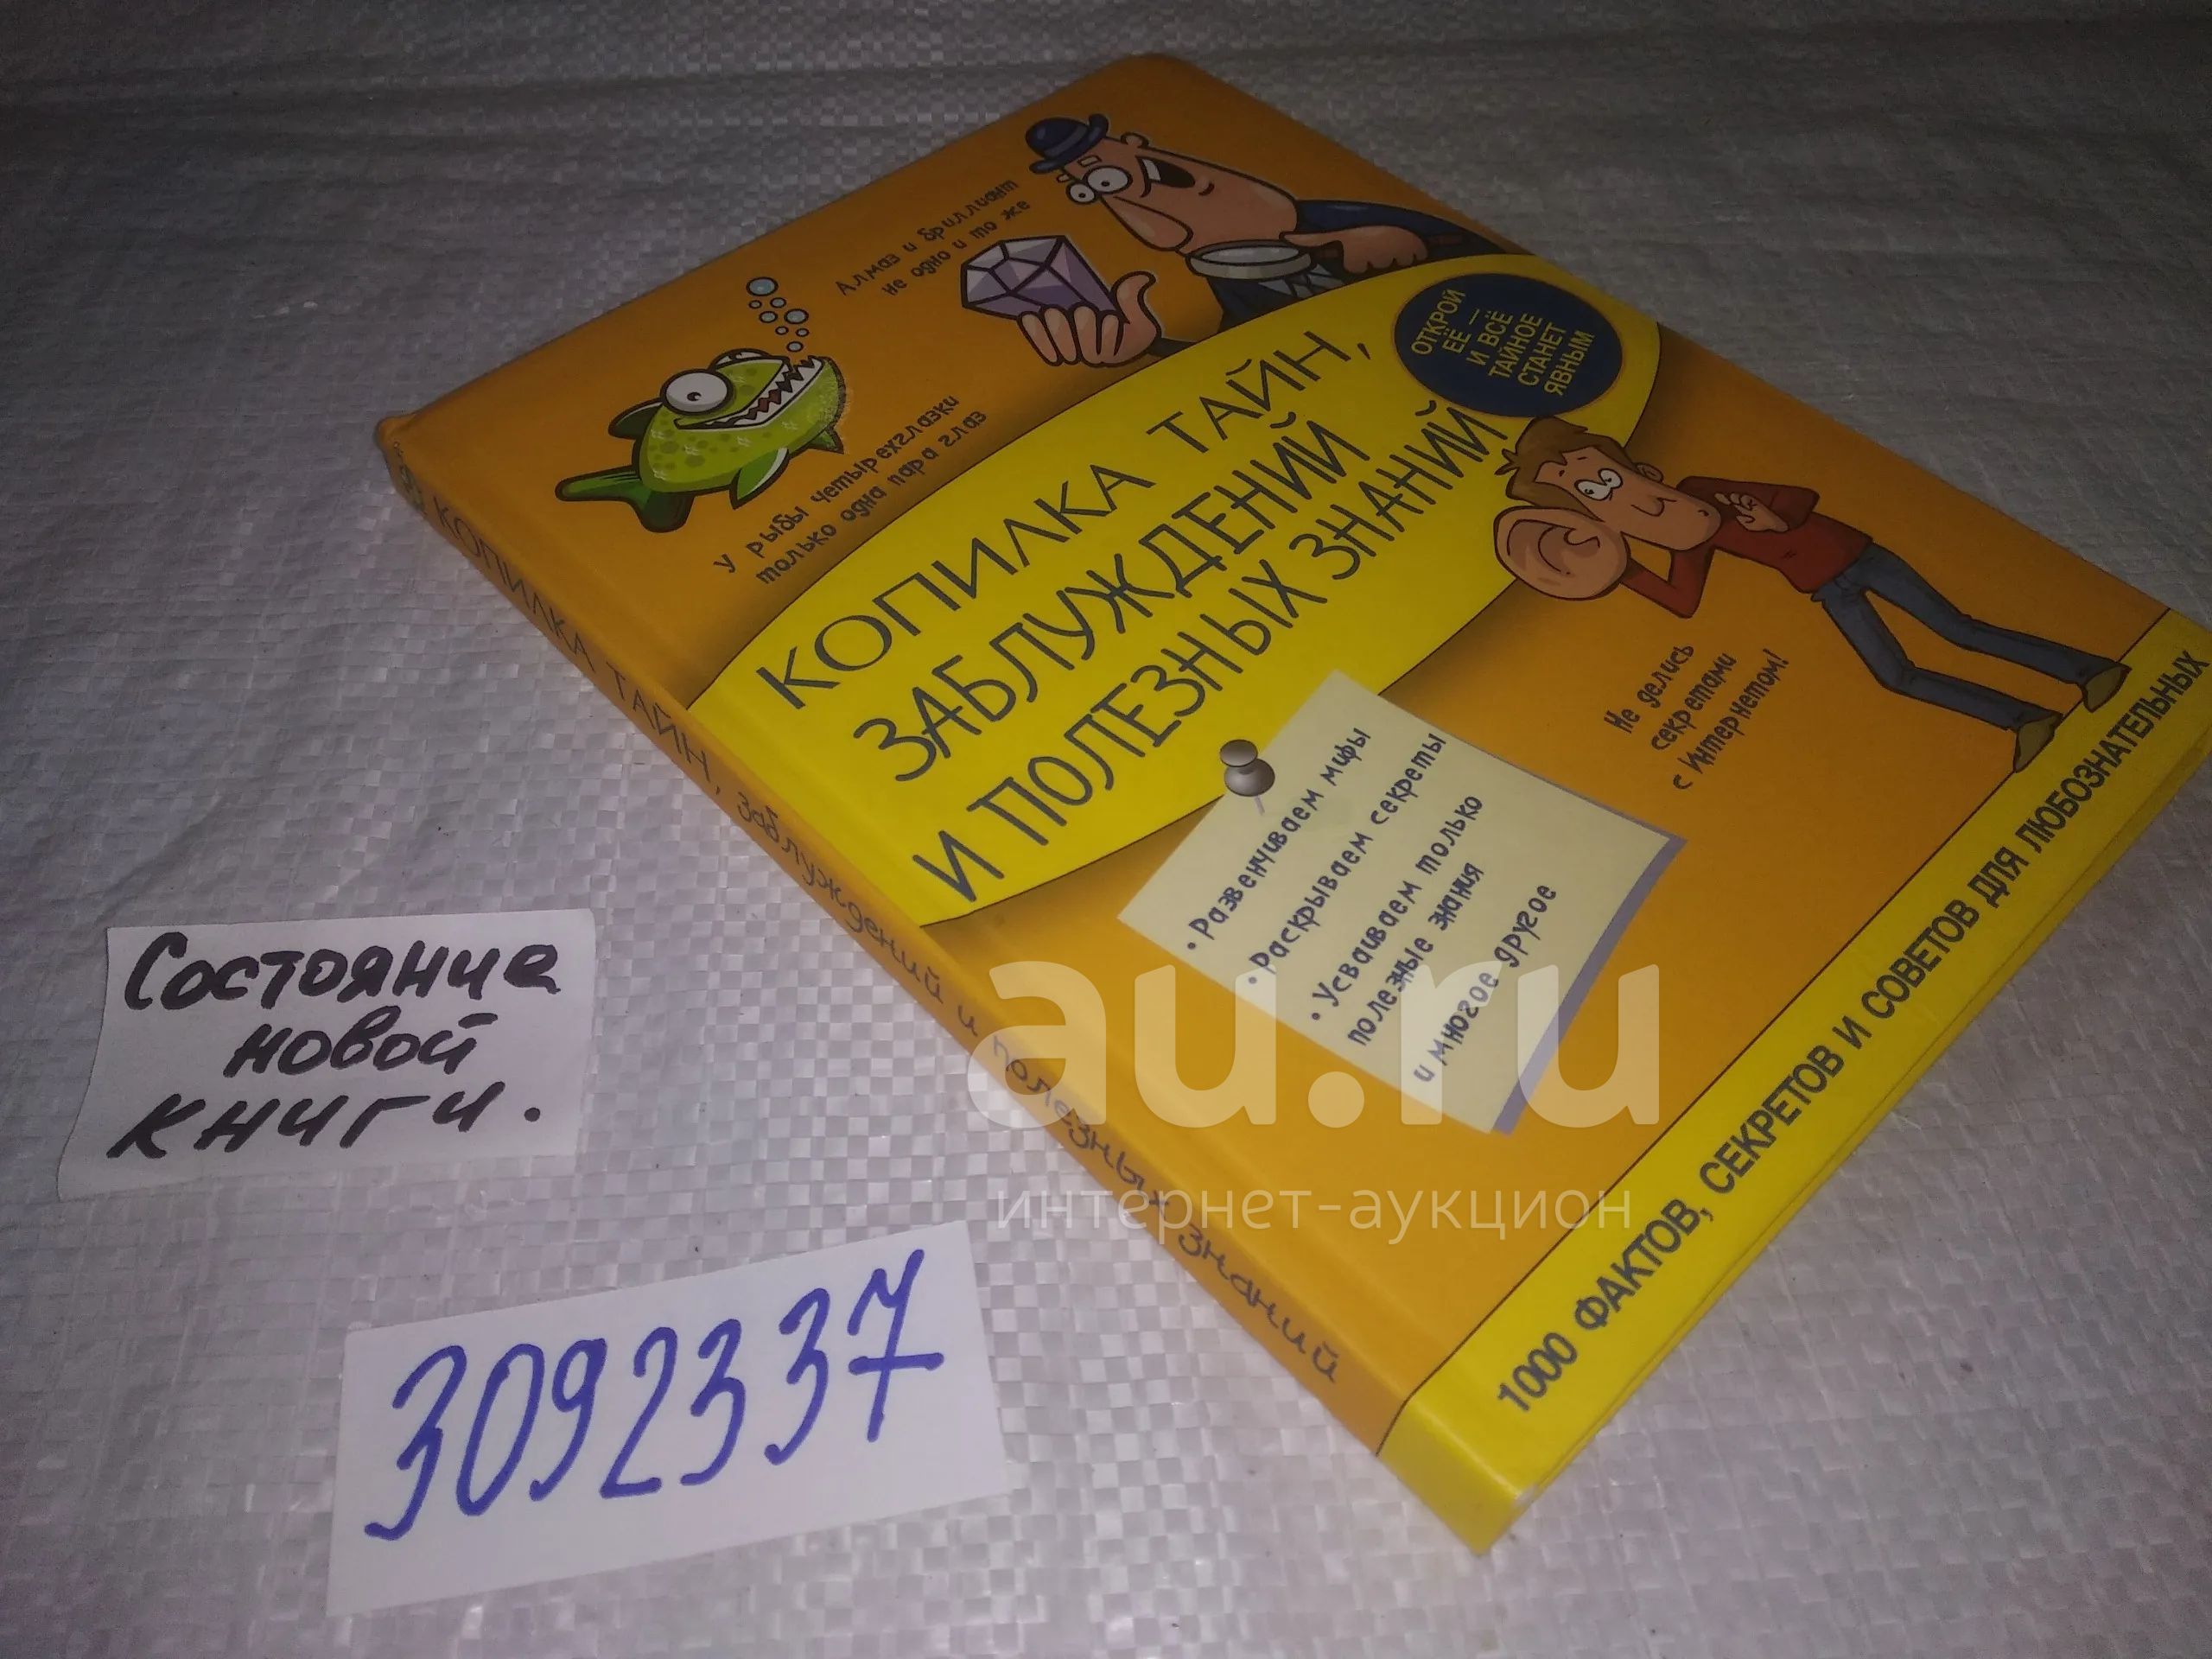 Алмаз и бриллиант
не одно и то же
У рыбы четырехглазки
только одна пара глаз
ОТКРОЙ
ЕЁ –
И ВСЁ
ТАЙНОЕ
СТАНЕТ
ЯВНЫМ
КОПИЛКА ТАЙН,
ЗАБЛУЖДЕНИЙ
И ПОЛЕЗНЫХ ЗНАНИЙ
Не делись
секретами
с Интернетом!
• Развенчиваем мифы
• Раскрываем секреты
• Усваиваем только
полезные знания
и многое другое
1000 ФАКТОВ, СЕКРЕТОВ И СОВЕТОВ ДЛЯ ЛЮБОЗНАТЕЛЬНЫХ
КОПИЛКА ТАЙН, заблуждений и полезных знаний
Состояние
новой
книги.
3092337
au.ru
интернет-аукцион